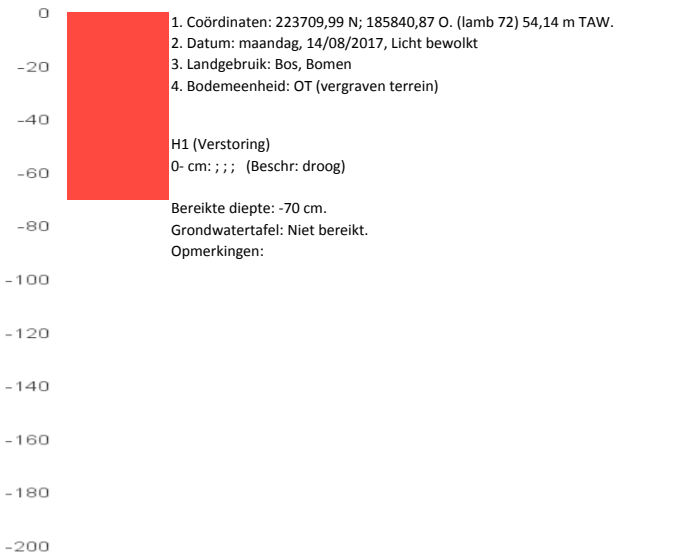 0
-20
-40
-60
-80
-100
-120
-140
-160
-180
-200
1. Coördinaten: 223709,99 N; 185840,87 O. (lamb 72) 54,14 m TAW.
2. Datum: maandag, 14/08/2017, Licht bewolkt
3. Landgebruik: Bos, Bomen
4. Bodemeenheid: OT (vergraven terrein)
H1 (Verstoring)
0- cm: ; ; ;   (Beschr: droog)
Bereikte diepte: -70 cm.
Grondwatertafel: Niet bereikt.
Opmerkingen: